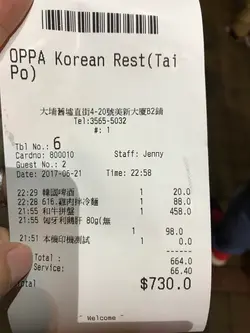 OPPA Korean Rest(Tai
Po)
大埔舊墟直街4-20號美新大廈B2鋪
Tel:3565-5032
#: 1
Tbl No.: 6
Cardno: 800010 Staff: Jenny
Guest No.: 2
Date: 2017-06-21 Time: 22:58
22:29 韓國啤酒 1 20.0
22:28 616.雞肉拌冷麵 1 88.0
21:55 和牛拼盤 1 458.0
21:55 匈牙利鵝肝 80g(無
1 98.0
21:51 本機印機測試 1 0.0
Total : 664.0
Service: 66.40
Total $730.0
~ Welcome ~